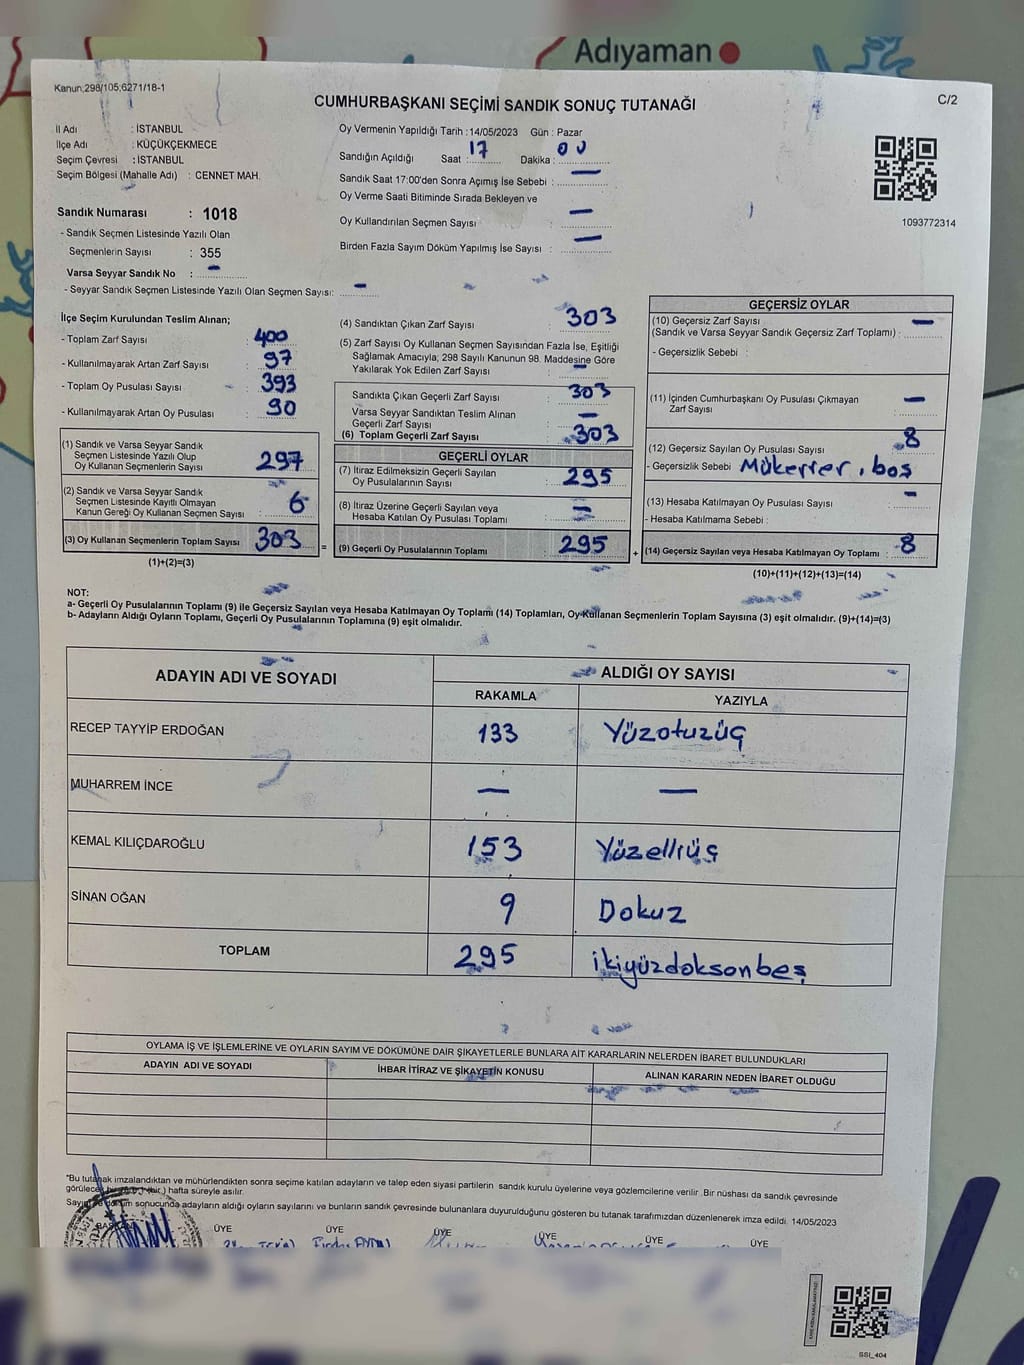 Adıyaman
Kanun;298/105;6271/18-1
C/2
CUMHURBAŞKANI SEÇİMİ SANDIK SONUÇ TUTANAĞI
İl Adı : İSTANBUL
İlçe Adı : KÜÇÜKÇEKMECE
Seçim Çevresi : İSTANBUL
Seçim Bölgesi (Mahalle Adı) : CENNET MAH.
Oy Vermenin Yapıldığı Tarih : 14/05/2023 Gün : Pazar
Sandığın Açıldığı Saat : 17 Dakika : 00
Sandık Saat 17:00'den Sonra Açımış İse Sebebi : —
Oy Verme Saati Bitiminde Sırada Bekleyen ve
Oy Kullandırılan Seçmen Sayısı : —
Birden Fazla Sayım Döküm Yapılmış İse Sayısı : —
1093772314
Sandık Numarası : 1018
- Sandık Seçmen Listesinde Yazılı Olan
Seçmenlerin Sayısı : 355
Varsa Seyyar Sandık No : —
- Seyyar Sandık Seçmen Listesinde Yazılı Olan Seçmen Sayısı: —
İlçe Seçim Kurulundan Teslim Alınan;
- Toplam Zarf Sayısı : 400
- Kullanılmayarak Artan Zarf Sayısı : 97
- Toplam Oy Pusulası Sayısı : 393
- Kullanılmayarak Artan Oy Pusulası : 90
(1) Sandık ve Varsa Seyyar Sandık
Seçmen Listesinde Yazılı Olup
Oy Kullanan Seçmenlerin Sayısı 297
(2) Sandık ve Varsa Seyyar Sandık
Seçmen Listesinde Kayıtlı Olmayan
Kanun Gereği Oy Kullanan Seçmen Sayısı : 6
(3) Oy Kullanan Seçmenlerin Toplam Sayısı : 303
(1)+(2)=(3)
(4) Sandıktan Çıkan Zarf Sayısı : 303
(5) Zarf Sayısı Oy Kullanan Seçmen Sayısından Fazla İse, Eşitliği
Sağlamak Amacıyla, 298 Sayılı Kanunun 98. Maddesine Göre
Yakılarak Yok Edilen Zarf Sayısı : —
Sandıkta Çıkan Geçerli Zarf Sayısı : 303
Varsa Seyyar Sandıktan Teslim Alınan
Geçerli Zarf Sayısı : —
(6) Toplam Geçerli Zarf Sayısı : 303
GEÇERLİ OYLAR
(7) İtiraz Edilmeksizin Geçerli Sayılan
Oy Pusulalarının Sayısı : 295
(8) İtiraz Üzerine Geçerli Sayılan veya
Hesaba Katılan Oy Pusulası Toplamı : —
= (9) Geçerli Oy Pusulalarının Toplamı : 295
GEÇERSİZ OYLAR
(10) Geçersiz Zarf Sayısı —
(Sandık ve Varsa Seyyar Sandık Geçersiz Zarf Toplamı) :
- Geçersizlik Sebebi :
(11) İçinden Cumhurbaşkanı Oy Pusulası Çıkmayan
Zarf Sayısı : —
(12) Geçersiz Sayılan Oy Pusulası Sayısı : 8
- Geçersizlik Sebebi : Mükerrer, boş
(13) Hesaba Katılmayan Oy Pusulası Sayısı : —
- Hesaba Katılmama Sebebi :
+ (14) Geçersiz Sayılan veya Hesaba Katılmayan Oy Toplamı : 8
(10)+(11)+(12)+(13)=(14)
NOT:
a- Geçerli Oy Pusulalarının Toplamı (9) ile Geçersiz Sayılan veya Hesaba Katılmayan Oy Toplamı (14) Toplamları, Oy Kullanan Seçmenlerin Toplam Sayısına (3) eşit olmalıdır. (9)+(14)=(3)
b- Adayların Aldığı Oyların Toplamı, Geçerli Oy Pusulalarının Toplamına (9) eşit olmalıdır.
ADAYIN ADI VE SOYADI ALDIĞI OY SAYISI
RAKAMLA YAZIYLA
RECEP TAYYİP ERDOĞAN 133 Yüzotuzüç
MUHARREM İNCE — —
KEMAL KILIÇDAROĞLU 153 Yüzelliüç
SİNAN OĞAN 9 Dokuz
TOPLAM 295 ikiyüzdoksanbeş
OYLAMA İŞ VE İŞLEMLERİNE VE OYLARIN SAYIM VE DÖKÜMÜNE DAİR ŞİKAYETLERLE BUNLARA AİT KARARLARIN NELERDEN İBARET BULUNDUKLARI
ADAYIN ADI VE SOYADI İHBAR İTİRAZ VE ŞİKAYETİN KONUSU ALINAN KARARIN NEDEN İBARET OLDUĞU
*Bu tutanak imzalandıktan ve mühürlendikten sonra seçime katılan adayların ve talep eden siyasi partilerin sandık kurulu üyelerine veya gözlemcilerine verilir. Bir nüshası da sandık çevresinde
görülecek (bir) hafta süreyle asılır.
Sayım döküm sonucunda adayların aldığı oyların sayılarını ve bunların sandık çevresinde bulunanlara duyurulduğunu gösteren bu tutanak tarafımızdan düzenlenerek imza edildi. 14/05/2023
BAŞKAN ÜYE ÜYE ÜYE ÜYE ÜYE ÜYE
SSİ_404